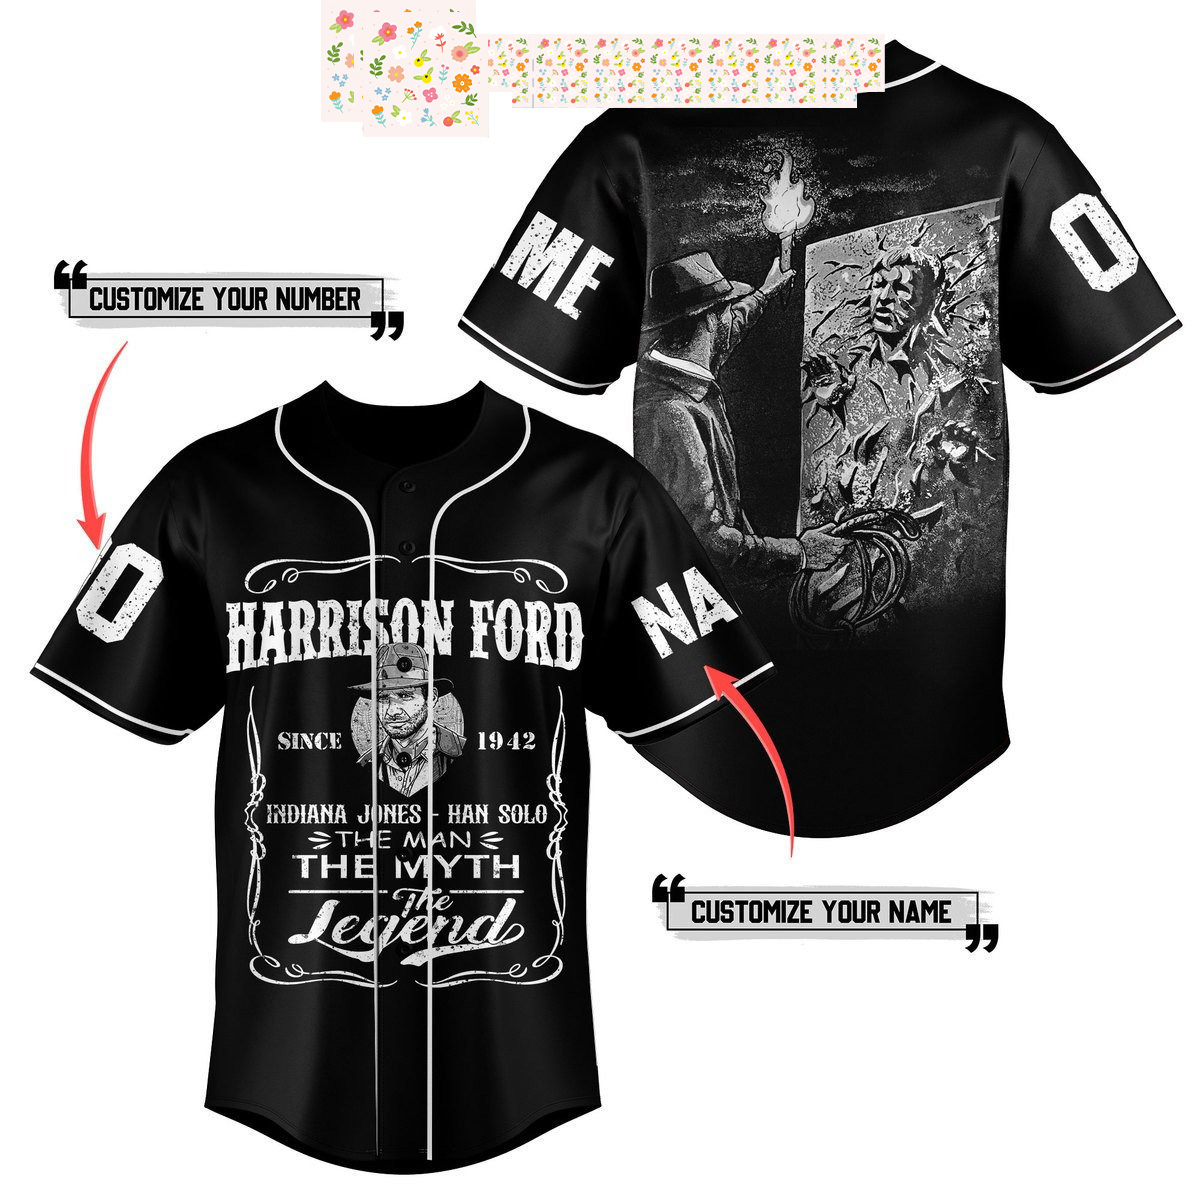 ME
0
❝CUSTOMIZE YOUR NUMBER❞
0
NA
HARRISON FORD
SINCE 1942
INDIANA JONES - HAN SOLO
THE MAN
THE MYTH
The
Legend
❝CUSTOMIZE YOUR NAME❞